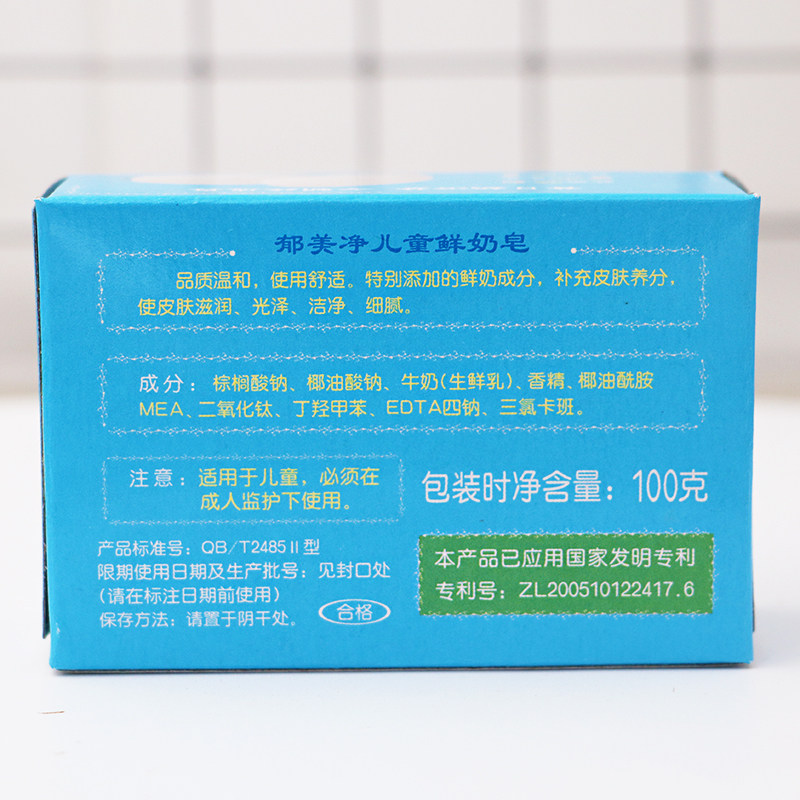 郁美净儿童鲜奶皂
品质温和，使用舒适。特别添加的鲜奶成分，补充皮肤养分，
使皮肤滋润、光泽、洁净、细腻。
成分：棕榈酸钠、椰油酸钠、牛奶(生鲜乳)、香精、椰油酰胺
MEA、二氧化钛、丁羟甲苯、EDTA四钠、三氯卡班。
注意：适用于儿童，必须在
成人监护下使用。
包装时净含量：100克
产品标准号：QB/T2485Ⅱ型
限期使用日期及生产批号：见封口处
(请在标注日期前使用)
保存方法：请置于阴干处。
合格
本产品已应用国家发明专利
专利号：ZL200510122417.6